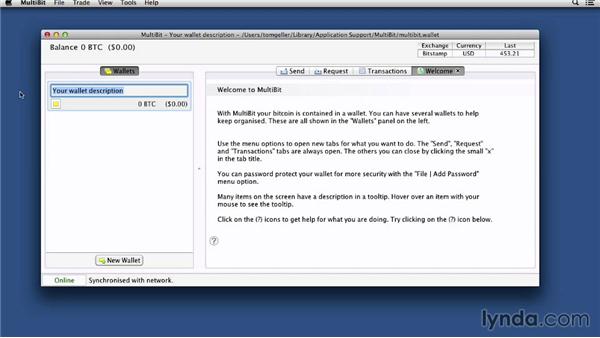 MultiBit File Trade View Help
MultiBit - Your wallet description - /Users/tomgeller/Library/Application Support/MultiBit/multibit.wallet
Balance 0 BTC ($0.00)
Exchange Currency Last
Bitstamp USD 453.21
Wallets
Send Request Transactions Welcome x
Your wallet description
0 BTC ($0.00)
Welcome to MultiBit
With MultiBit your bitcoin is contained in a wallet. You can have several wallets to help
keep organised. These are all shown in the "Wallets" panel on the left.
Use the menu options to open new tabs for what you want to do. The "Send", "Request"
and "Transactions" tabs are always open. The others you can close by clicking the small "x"
in the tab title.
You can password protect your wallet for more security with the "File | Add Password"
menu option.
Many items on the screen have a description in a tooltip. Hover over an item with your
mouse to see the tooltip.
Click on the (?) icons to get help for what you are doing. Try clicking on the (?) icon below.
?
New Wallet
Online Synchronised with network.
lynda.com